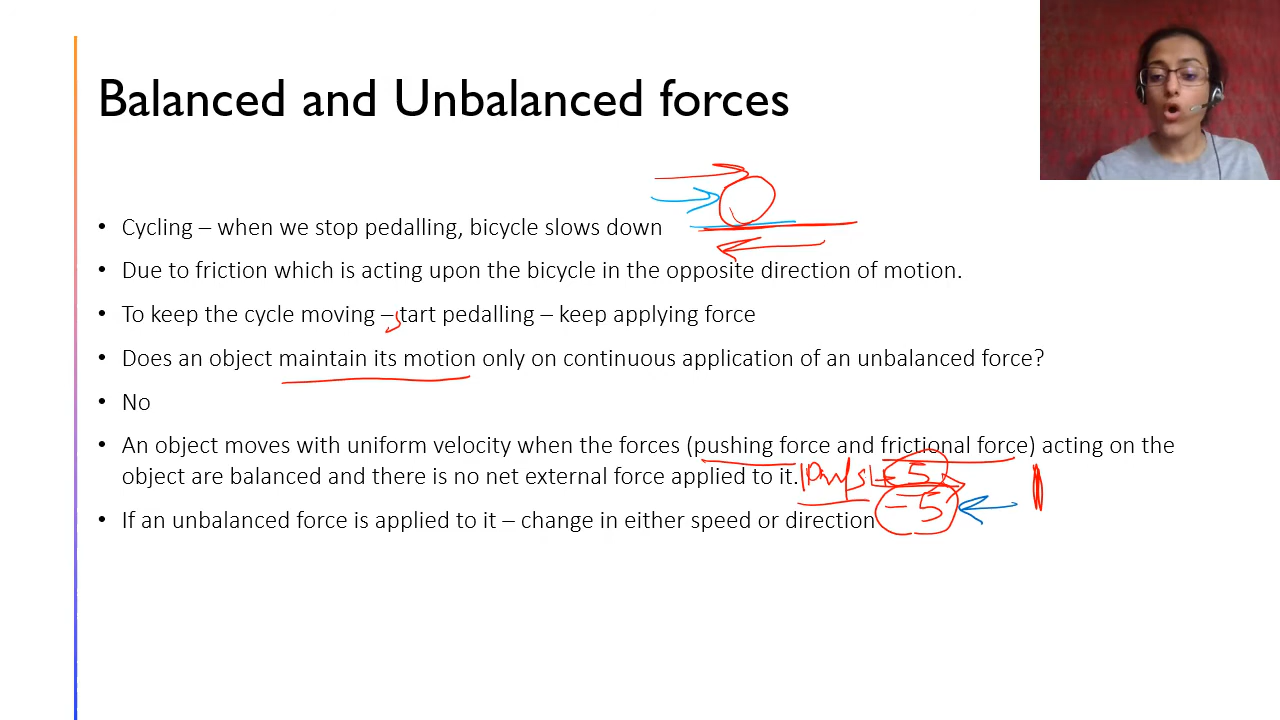 Balanced and Unbalanced forces
• Cycling – when we stop pedalling, bicycle slows down
• Due to friction which is acting upon the bicycle in the opposite direction of motion.
• To keep the cycle moving –start pedalling – keep applying force
• Does an object maintain its motion only on continuous application of an unbalanced force?
• No
• An object moves with uniform velocity when the forces (pushing force and frictional force) acting on the
object are balanced and there is no net external force applied to it.
5
-5
• If an unbalanced force is applied to it – change in either speed or direction